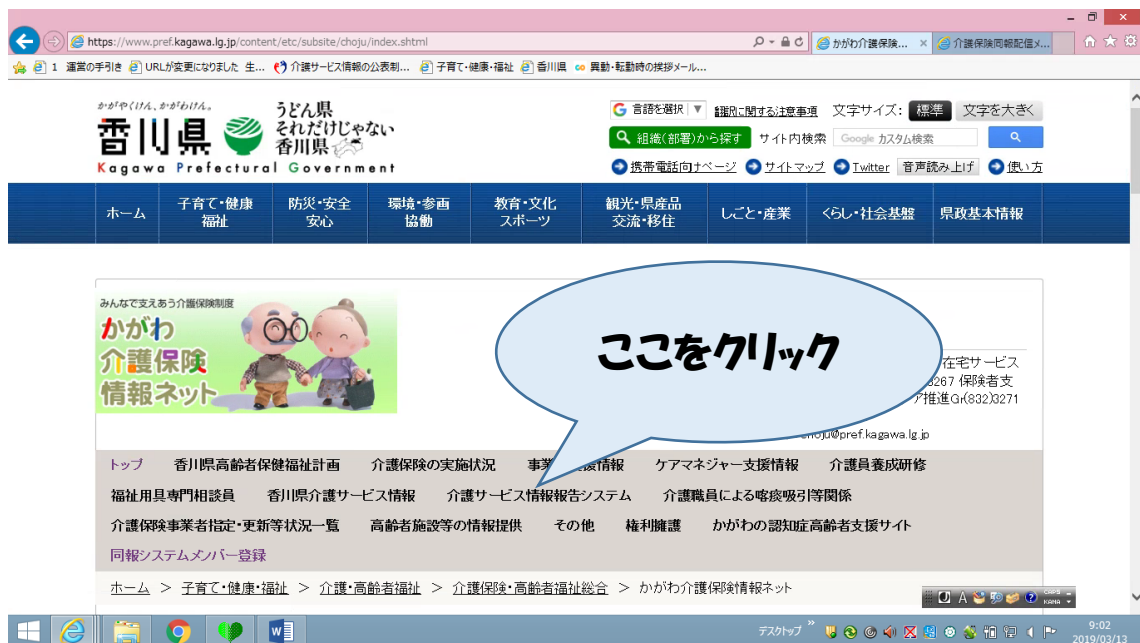 https://www.pref.kagawa.lg.jp/content/etc/subsite/choju/index.shtml
かがわ介護保険...
介護保険同報配信メ...
1 運営の手引き
URLが変更になりました 生...
介護サービス情報の公表制...
子育て・健康・福祉
香川県
異動・転勤時の挨拶メール...
かがやくけん、かがわけん。
香川県
Kagawa Prefectural Government
うどん県
それだけじゃない
香川県
G 言語を選択 ▼
翻訳に関する注意事項
文字サイズ: 標準 文字を大きく
組織(部署)から探す
サイト内検索
Google カスタム検索
携帯電話向けページ
サイトマップ
Twitter
音声読み上げ
使い方
ホーム
子育て・健康
福祉
防災・安全
安心
環境・参画
協働
教育・文化
スポーツ
観光・県産品
交流・移住
しごと・産業
くらし・社会基盤
県政基本情報
みんなで支えあう介護保険制度
かがわ
介護保険
情報ネット
ここをクリック
在宅サービス
3267 保険者支
ア推進Gr(832)3271
choju@pref.kagawa.lg.jp
トップ 香川県高齢者保健福祉計画 介護保険の実施状況 事業 援情報 ケアマネジャー支援情報 介護員養成研修
福祉用具専門相談員 香川県介護サービス情報 介護サービス情報報告システム 介護職員による喀痰吸引等関係
介護保険事業者指定・更新等状況一覧 高齢者施設等の情報提供 その他 権利擁護 かがわの認知症高齢者支援サイト
同報システムメンバー登録
ホーム > 子育て・健康・福祉 > 介護・高齢者福祉 > 介護保険・高齢者福祉総合 > かがわ介護保険情報ネット
A
CAPS
KANA
デスクトップ
9:02
2019/03/13